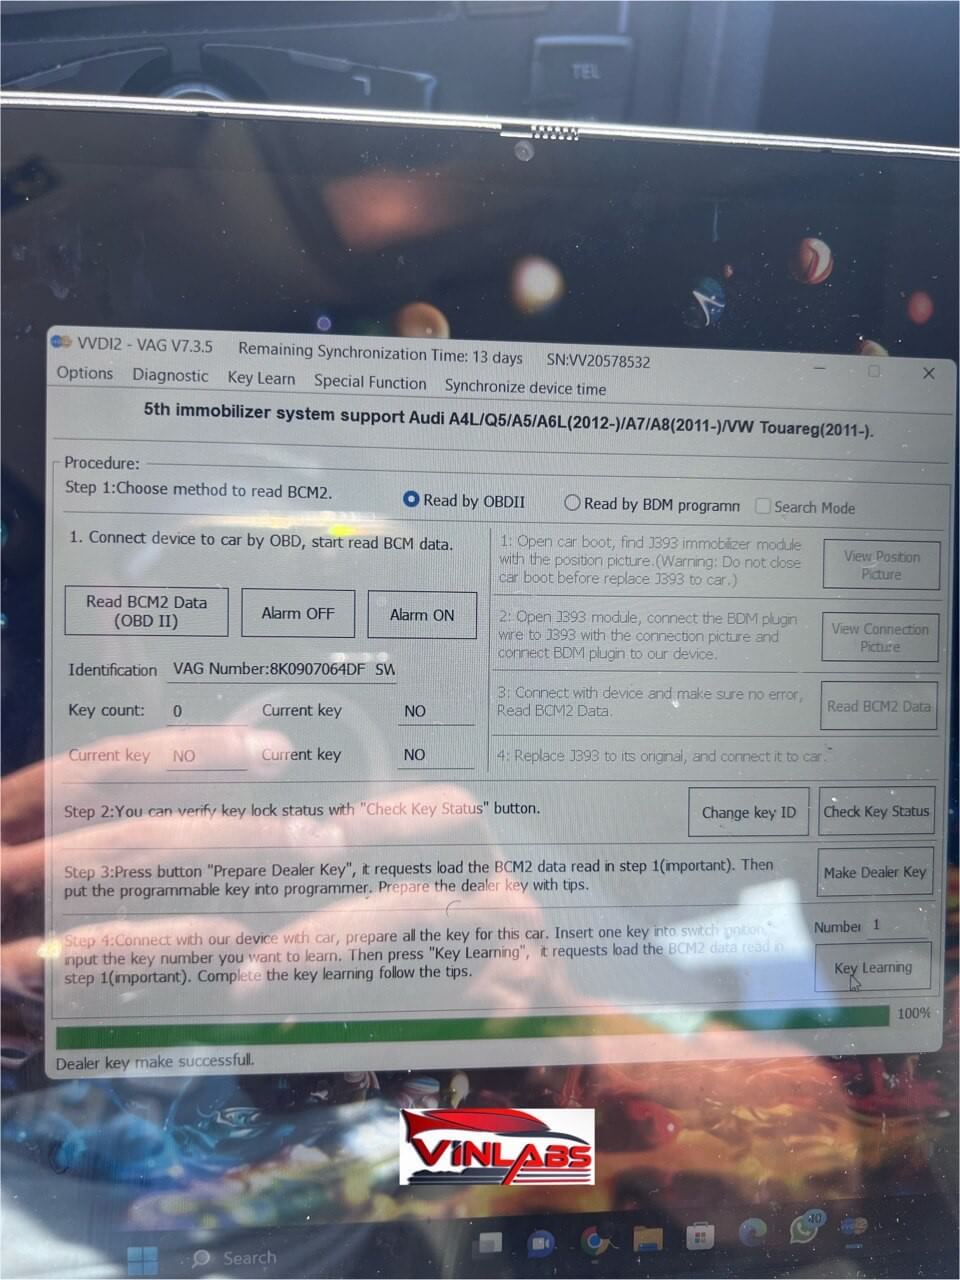 TEL
VVDI2 - VAG V7.3.5 Remaining Synchronization Time: 13 days SN:VV20578532
Options Diagnostic Key Learn Special Function Synchronize device time
5th immobilizer system support Audi A4L/Q5/A5/A6L(2012-)/A7/A8(2011-)/VW Touareg(2011-).
Procedure:
Step 1:Choose method to read BCM2.
Read by OBDII
Read by BDM programn
Search Mode
1. Connect device to car by OBD, start read BCM data.
Read BCM2 Data
(OBD II)
Alarm OFF
Alarm ON
Identification VAG Number:8K0907064DF SW
Key count: 0 Current key NO
Current key NO Current key NO
1: Open car boot, find J393 immobilizer module
with the position picture.(Warning: Do not close
car boot before replace J393 to car.)
View Position
Picture
2: Open J393 module, connect the BDM plugin
wire to J393 with the connection picture and
connect BDM plugin to our device.
View Connection
Picture
3: Connect with device and make sure no error,
Read BCM2 Data.
Read BCM2 Data
4: Replace J393 to its original, and connect it to car.
Step 2:You can verify key lock status with "Check Key Status" button.
Change key ID
Check Key Status
Step 3:Press button "Prepare Dealer Key", it requests load the BCM2 data read in step 1(important). Then
put the programmable key into programmer. Prepare the dealer key with tips.
Make Dealer Key
Step 4:Connect with our device with car, prepare all the key for this car. Insert one key into switch ignition,
input the key number you want to learn. Then press "Key Learning", it requests load the BCM2 data read in
step 1(important). Complete the key learning follow the tips.
Number 1
Key Learning
100%
Dealer key make successfull.
VINLABS
Search
40